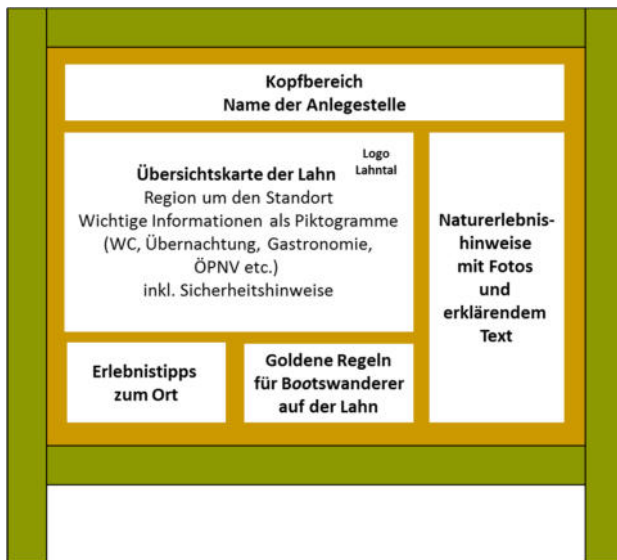 Kopfbereich
Name der Anlegestelle
Logo
Lahntal
Übersichtskarte der Lahn
Region um den Standort
Wichtige Informationen als Piktogramme
(WC, Übernachtung, Gastronomie,
ÖPNV etc.)
inkl. Sicherheitshinweise
Naturerlebnis-
hinweise
mit Fotos
und
erklärendem
Text
Erlebnistipps
zum Ort
Goldene Regeln
für Bootswanderer
auf der Lahn